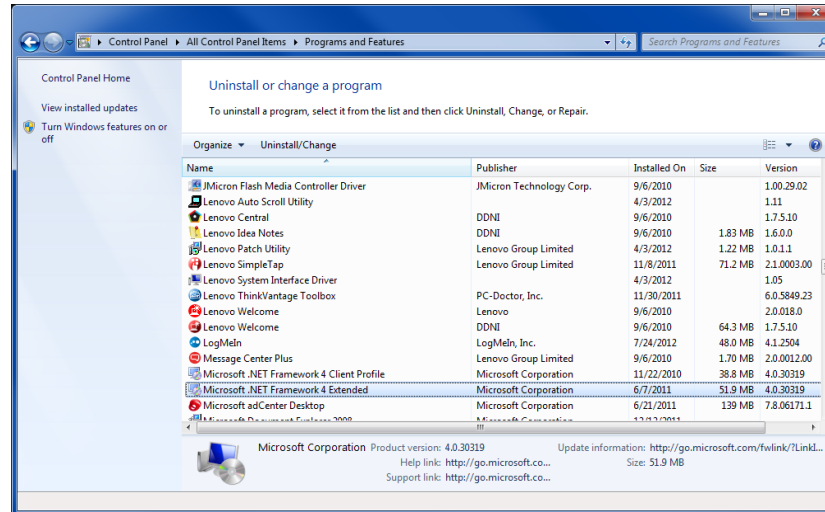 Control Panel ▸ All Control Panel Items ▸ Programs and Features Search Programs and Features
Control Panel Home
View installed updates
Turn Windows features on or
off
Uninstall or change a program
To uninstall a program, select it from the list and then click Uninstall, Change, or Repair.
Organize Uninstall/Change
Name Publisher Installed On Size Version
JMicron Flash Media Controller Driver JMicron Technology Corp. 9/6/2010 1.00.29.02
Lenovo Auto Scroll Utility 4/3/2012 1.11
Lenovo Central DDNI 9/6/2010 1.7.5.10
Lenovo Idea Notes DDNI 9/6/2010 1.83 MB 1.6.0.0
Lenovo Patch Utility Lenovo Group Limited 4/3/2012 1.22 MB 1.0.1.1
Lenovo SimpleTap Lenovo Group Limited 11/8/2011 71.2 MB 2.1.0003.00
Lenovo System Interface Driver 4/3/2012 1.05
Lenovo ThinkVantage Toolbox PC-Doctor, Inc. 11/30/2011 6.0.5849.23
Lenovo Welcome Lenovo 9/6/2010 2.0.018.0
Lenovo Welcome DDNI 9/6/2010 64.3 MB 1.7.5.10
LogMeIn LogMeIn, Inc. 7/24/2012 48.0 MB 4.1.2504
Message Center Plus Lenovo Group Limited 9/6/2010 1.70 MB 2.0.0012.00
Microsoft .NET Framework 4 Client Profile Microsoft Corporation 11/22/2010 38.8 MB 4.0.30319
Microsoft .NET Framework 4 Extended Microsoft Corporation 6/7/2011 51.9 MB 4.0.30319
Microsoft adCenter Desktop Microsoft Corporation 6/21/2011 139 MB 7.8.06171.1
Microsoft Document Explorer 2008 Microsoft Corporation 12/12/2011
Microsoft Corporation Product version: 4.0.30319 Update information: http://go.microsoft.com/fwlink/?LinkI...
Help link: http://go.microsoft.co... Size: 51.9 MB
Support link: http://go.microsoft.co...